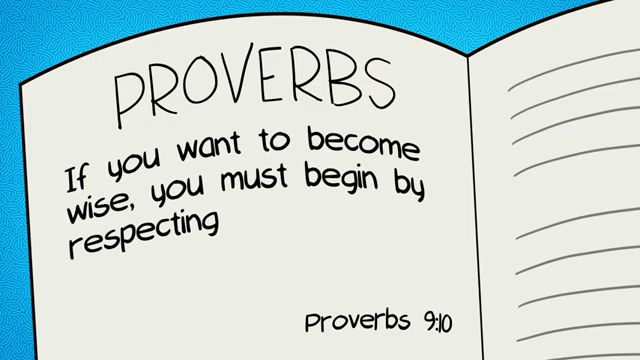 PROVERBS
If you want to become
wise, you must begin by
respecting
Proverbs 9:10